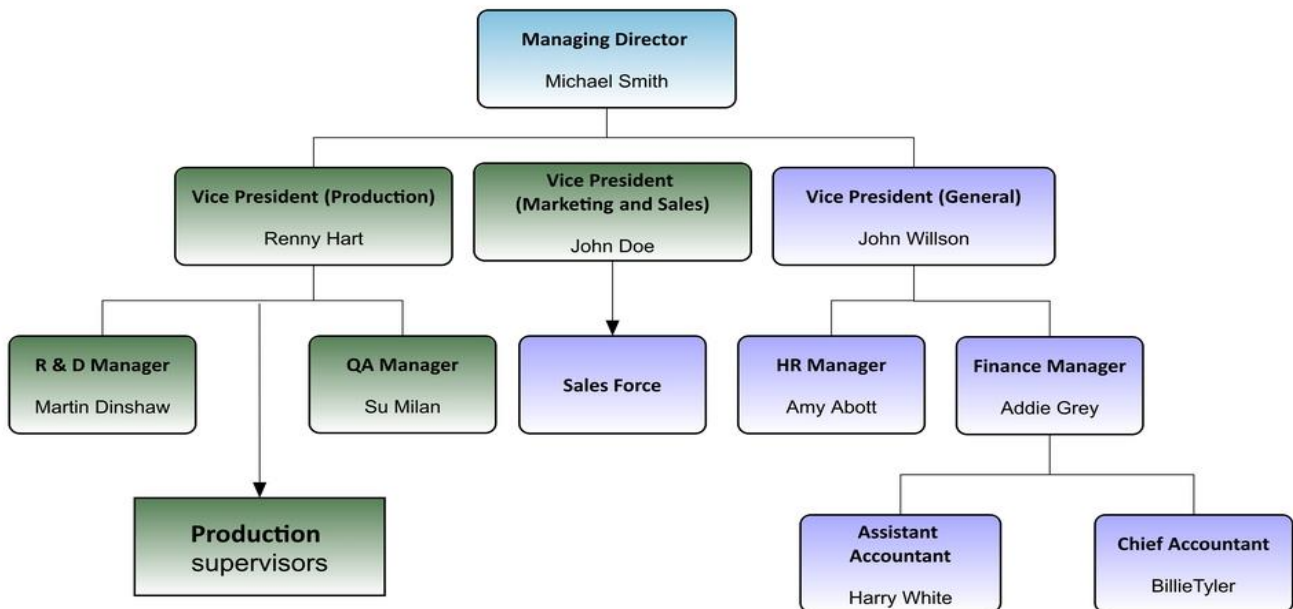 Managing Director
Michael Smith
Vice President (Production)
Renny Hart
Vice President
(Marketing and Sales)
John Doe
Vice President (General)
John Willson
R & D Manager
Martin Dinshaw
QA Manager
Su Milan
Sales Force
HR Manager
Amy Abott
Finance Manager
Addie Grey
Production
supervisors
Assistant
Accountant
Harry White
Chief Accountant
BillieTyler